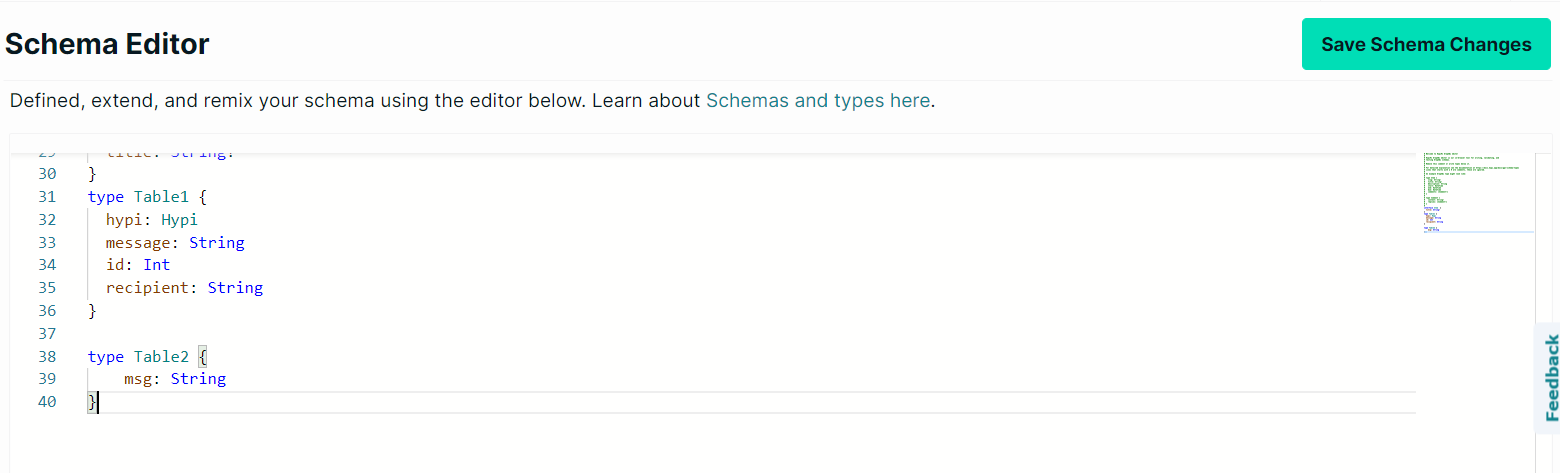 Schema Editor
Save Schema Changes
Defined, extend, and remix your schema using the editor below. Learn about Schemas and types here.
29 title: String!
30 }
31 type Table1 {
32 hypi: Hypi
33 message: String
34 id: Int
35 recipient: String
36 }
37
38 type Table2 {
39 msg: String
40 }
Feedback